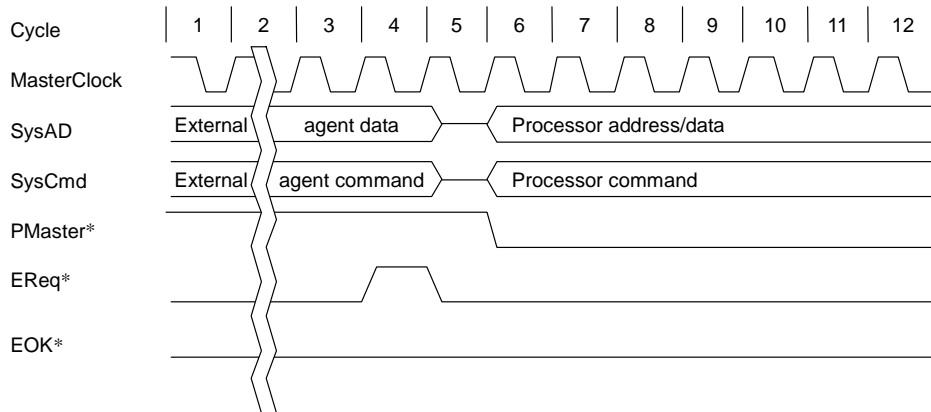 Cycle 1 2 3 4 5 6 7 8 9 10 11 12
MasterClock
SysAD External agent data Processor address/data
SysCmd External agent command Processor command
PMaster*
EReq*
EOK*